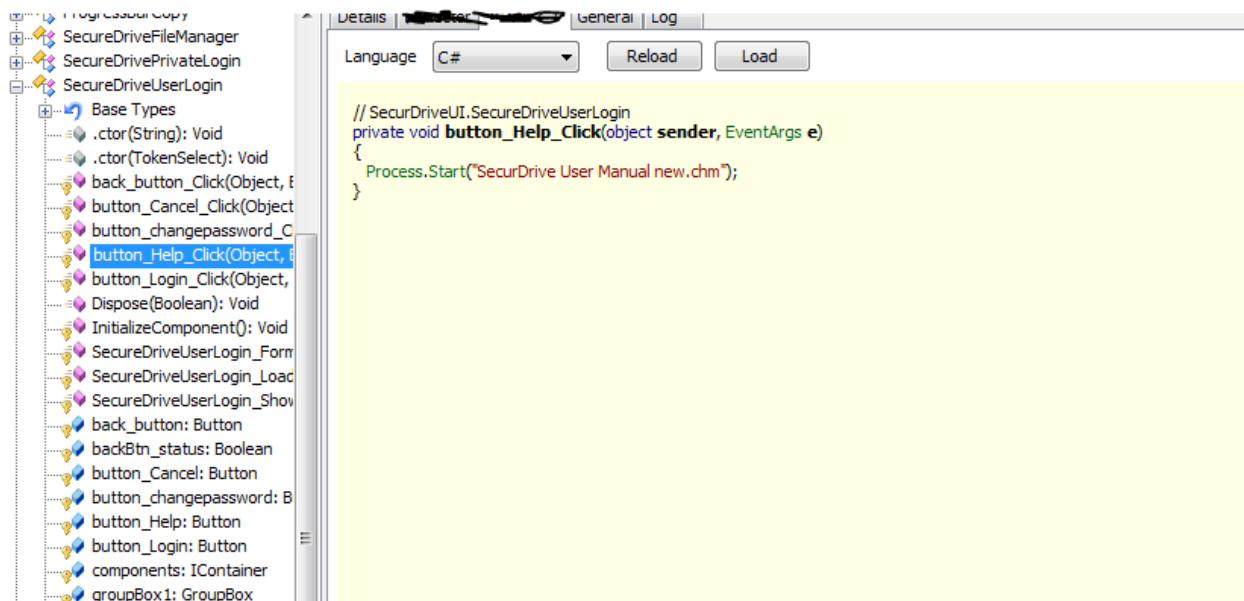 ProgressBarCopy
SecureDriveFileManager
SecureDrivePrivateLogin
SecureDriveUserLogin
Base Types
.ctor(String): Void
.ctor(TokenSelect): Void
back_button_Click(Object, E
button_Cancel_Click(Object
button_changepassword_C
button_Help_Click(Object, E
button_Login_Click(Object,
Dispose(Boolean): Void
InitializeComponent(): Void
SecureDriveUserLogin_Form
SecureDriveUserLogin_Load
SecureDriveUserLogin_Show
back_button: Button
backBtn_status: Boolean
button_Cancel: Button
button_changepassword: B
button_Help: Button
button_Login: Button
components: IContainer
groupBox1: GroupBox
Details General Log
Language C# Reload Load
// SecurDriveUI.SecureDriveUserLogin
private void button_Help_Click(object sender, EventArgs e)
{
Process.Start("SecurDrive User Manual new.chm");
}